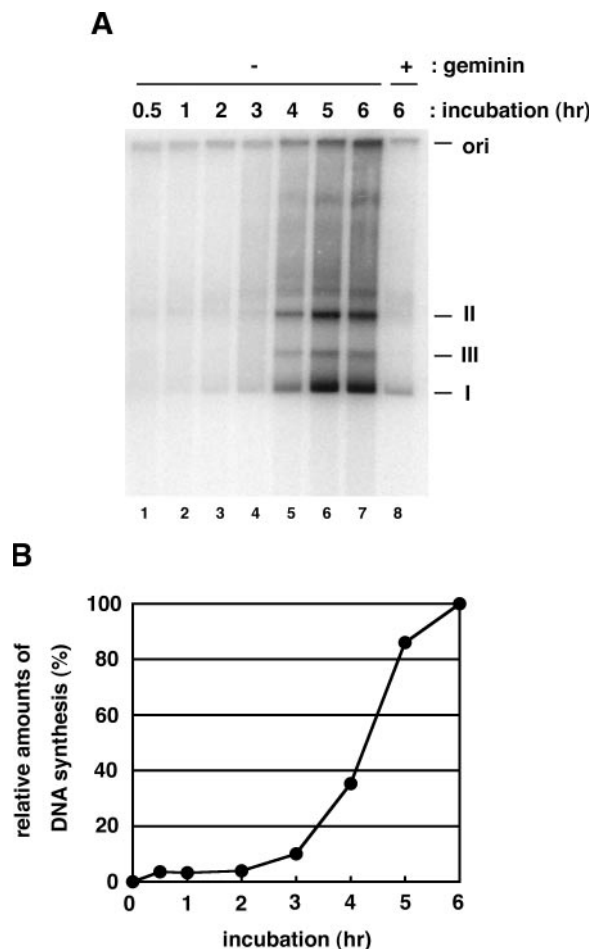 A
- + : geminin
0.5 1 2 3 4 5 6 6 : incubation (hr)
ori
II
III
I
1 2 3 4 5 6 7 8
B
relative amounts of
DNA synthesis (%)
100
80
60
40
20
0
0 1 2 3 4 5 6
incubation (hr)